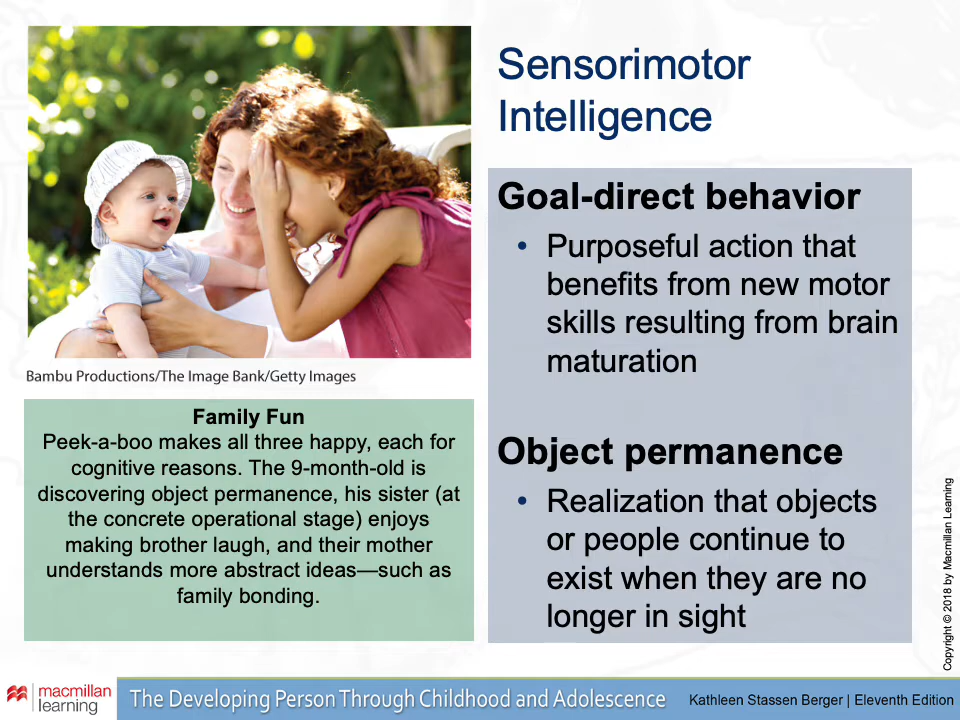 Sensorimotor
Intelligence
Bambu Productions/The Image Bank/Getty Images
Family Fun
Peek-a-boo makes all three happy, each for
cognitive reasons. The 9-month-old is
discovering object permanence, his sister (at
the concrete operational stage) enjoys
making brother laugh, and their mother
understands more abstract ideas—such as
family bonding.
Goal-direct behavior
• Purposeful action that
benefits from new motor
skills resulting from brain
maturation
Object permanence
• Realization that objects
or people continue to
exist when they are no
longer in sight
Copyright © 2018 by Macmillan Learning
macmillan
learning
The Developing Person Through Childhood and Adolescence
Kathleen Stassen Berger | Eleventh Edition